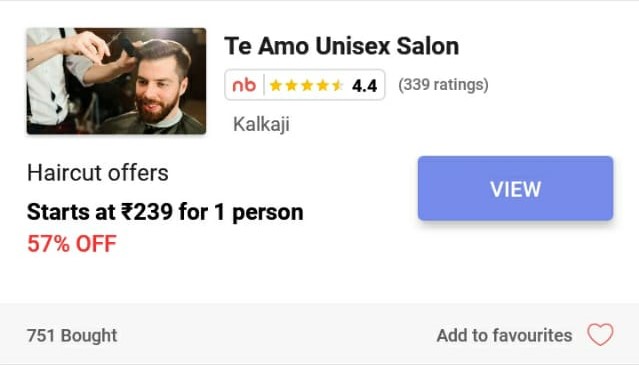 Te Amo Unisex Salon
nb 4.4 (339 ratings)
Kalkaji
Haircut offers
Starts at ₹239 for 1 person
57% OFF
VIEW
751 Bought
Add to favourites